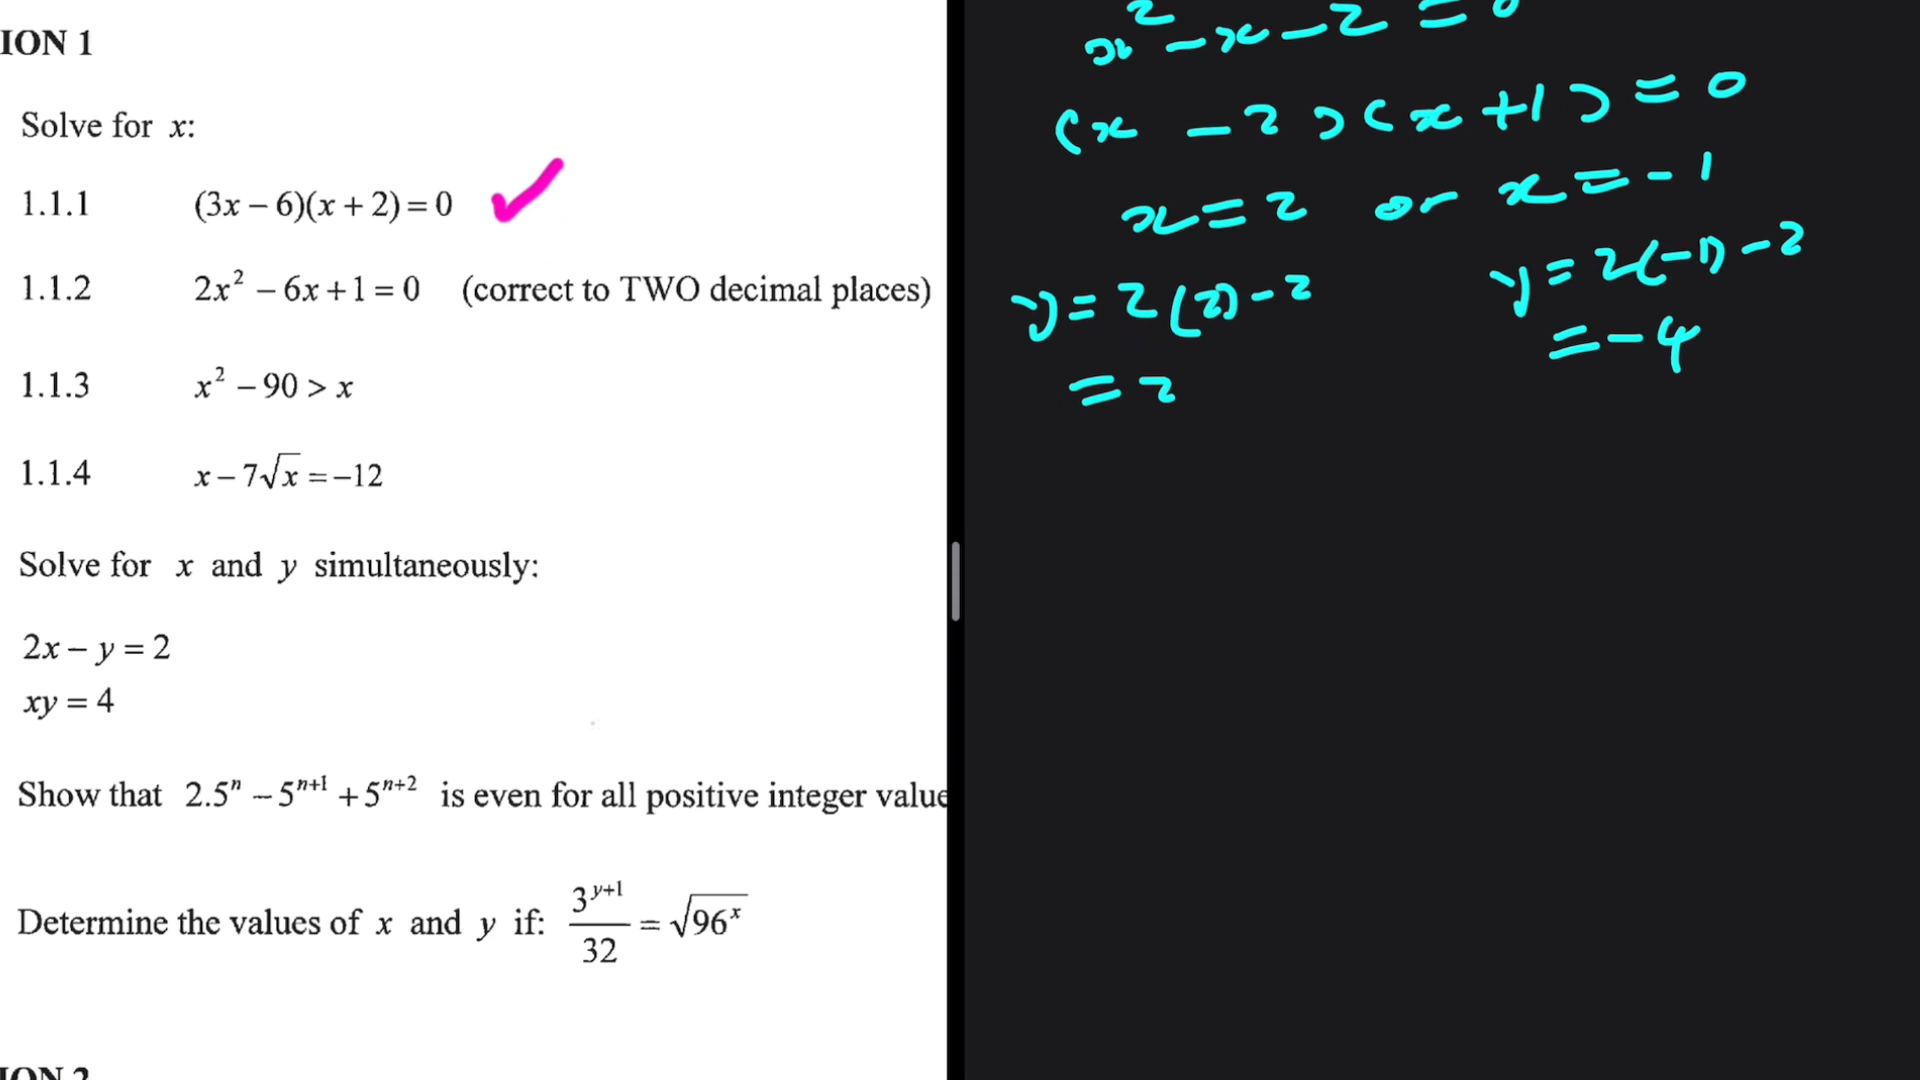 ION 1
Solve for x:
1.1.1 (3x – 6)(x + 2) = 0
1.1.2 2x² – 6x + 1 = 0 (correct to TWO decimal places)
1.1.3 x² – 90 > x
1.1.4 x – 7√x = –12
Solve for x and y simultaneously:
2x – y = 2
xy = 4
Show that 2.5ⁿ – 5ⁿ⁺¹ + 5ⁿ⁺² is even for all positive integer value
Determine the values of x and y if: 3^(y+1)/32 = √(96^x)
ION 2
x² – x – 2 = 0
(x – 2)(x + 1) = 0
x = 2 or x = –1
y = 2(2) – 2
= 2
y = 2(–1) – 2
= –4